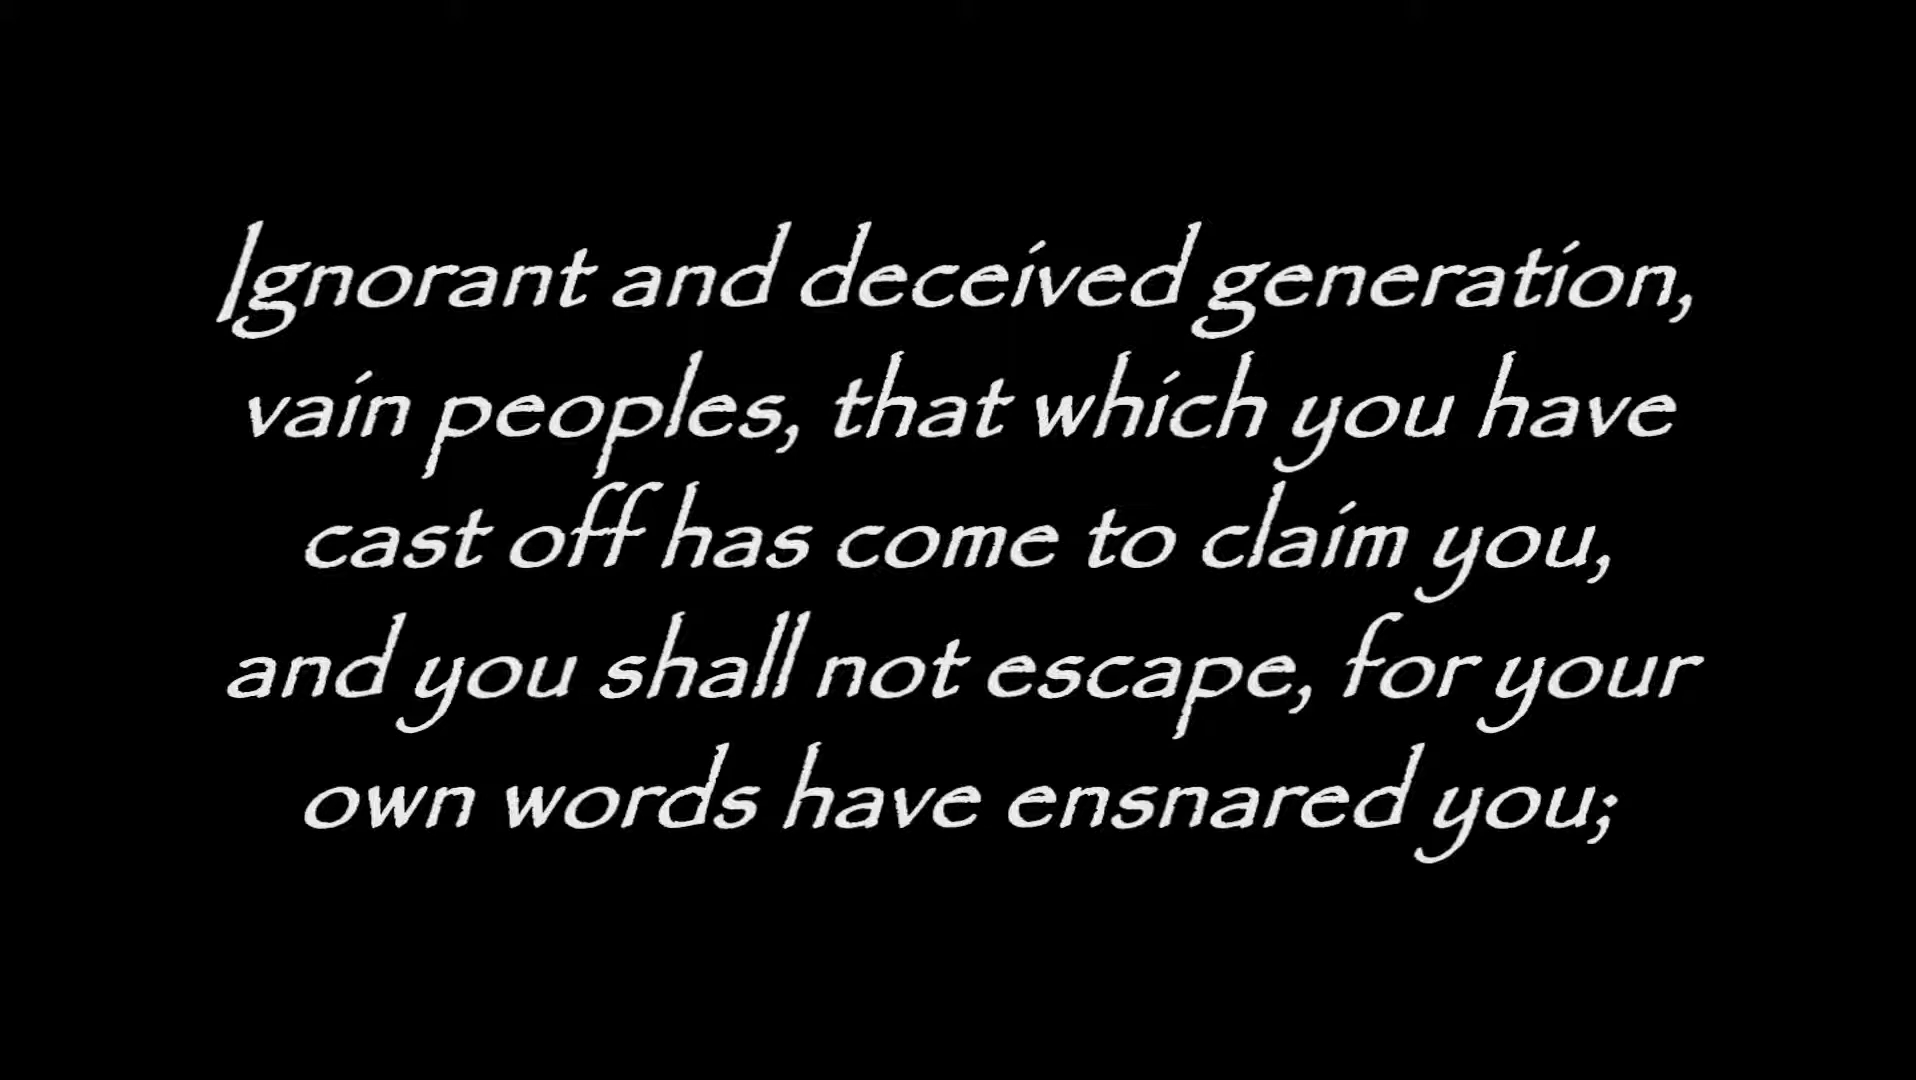 Ignorant and deceived generation,
vain peoples, that which you have
cast off has come to claim you,
and you shall not escape, for your
own words have ensnared you;